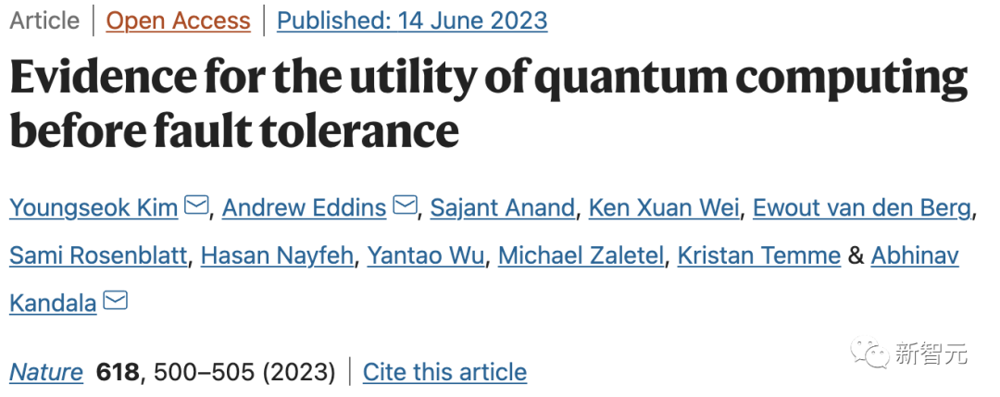 Article | Open Access | Published: 14 June 2023
Evidence for the utility of quantum computing
before fault tolerance
Youngseok Kim, Andrew Eddins, Sajant Anand, Ken Xuan Wei, Ewout van den Berg,
Sami Rosenblatt, Hasan Nayfeh, Yantao Wu, Michael Zaletel, Kristan Temme & Abhinav
Kandala
新智元
Nature 618, 500–505 (2023) | Cite this article